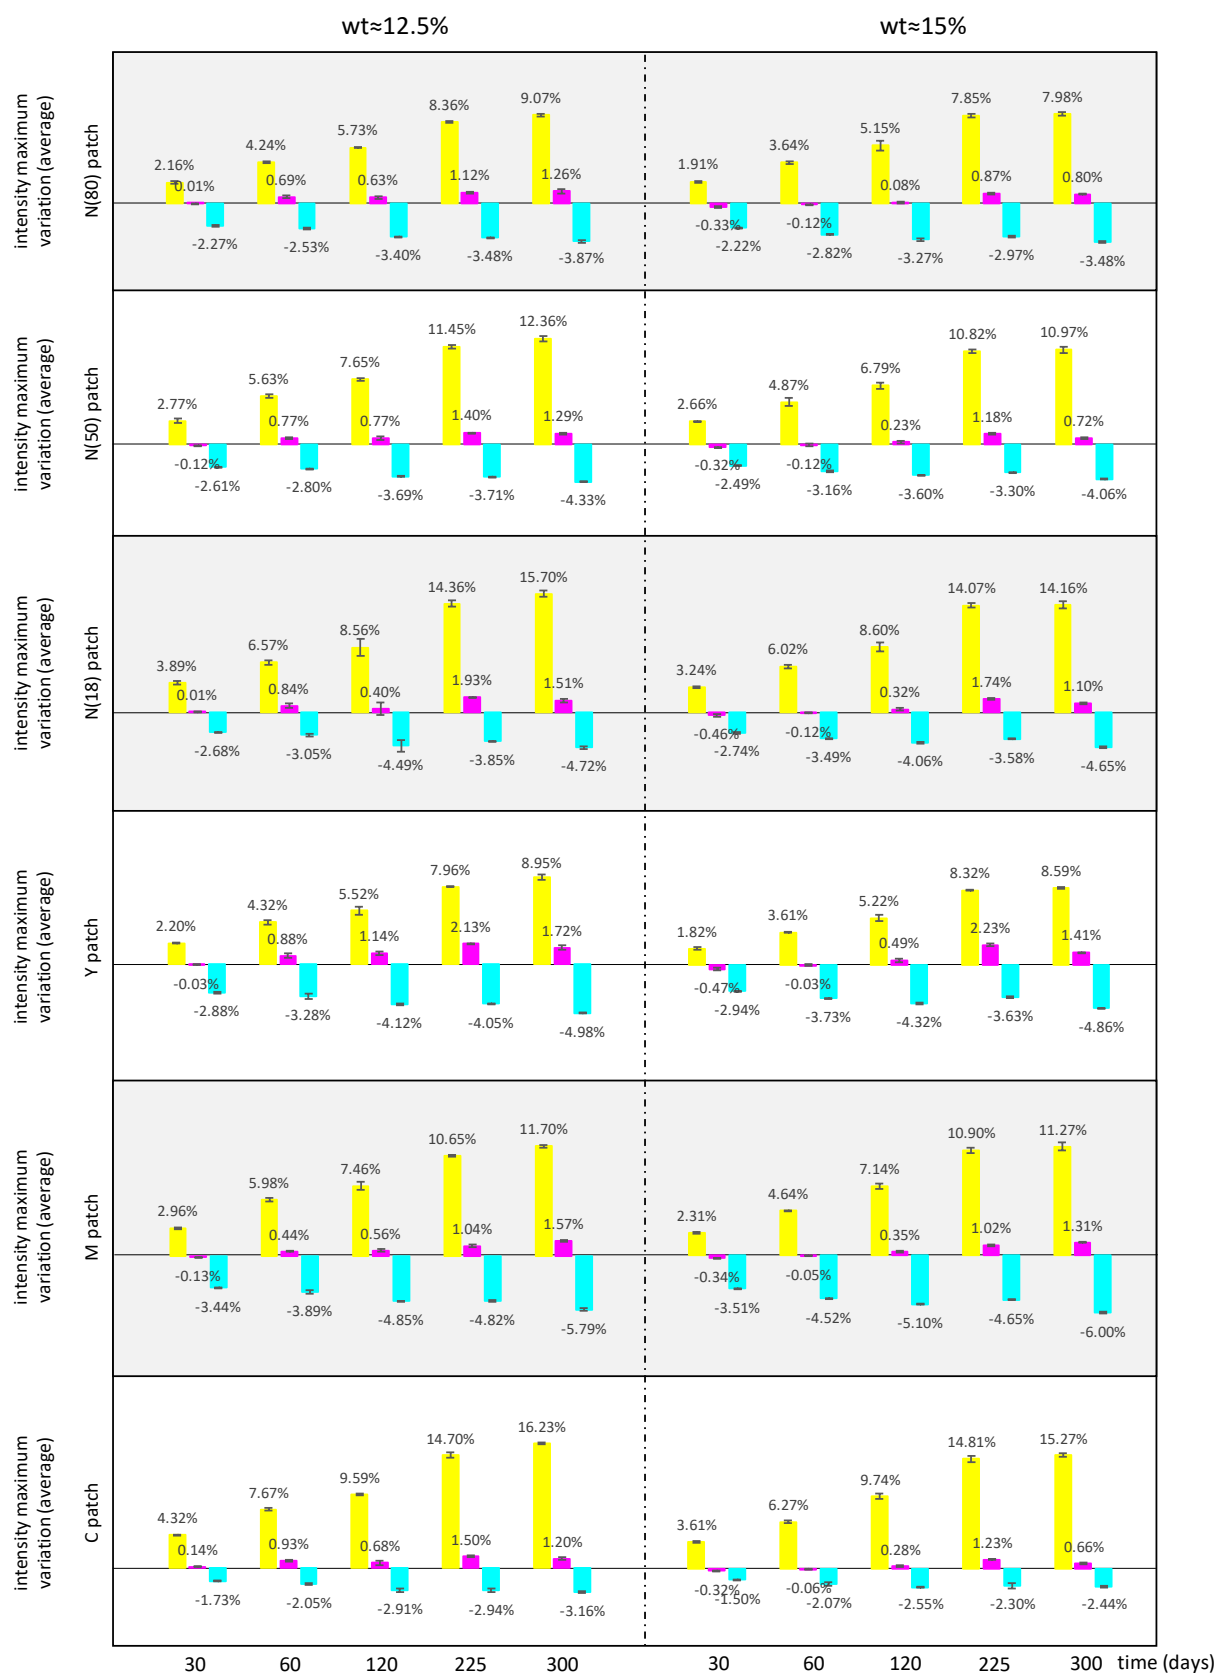 wt≈12.5% wt≈15%
intensity maximum
variation (average)
N(80) patch
2.16% 4.24% 5.73% 8.36% 9.07% 1.91% 3.64% 5.15% 7.85% 7.98%
0.01% 0.69% 0.63% 1.12% 1.26% -0.33% -0.12% 0.08% 0.87% 0.80%
-2.27% -2.53% -3.40% -3.48% -3.87% -2.22% -2.82% -3.27% -2.97% -3.48%
intensity maximum
variation (average)
N(50) patch
2.77% 5.63% 7.65% 11.45% 12.36% 2.66% 4.87% 6.79% 10.82% 10.97%
-0.12% 0.77% 0.77% 1.40% 1.29% -0.32% -0.12% 0.23% 1.18% 0.72%
-2.61% -2.80% -3.69% -3.71% -4.33% -2.49% -3.16% -3.60% -3.30% -4.06%
intensity maximum
variation (average)
N(18) patch
3.89% 6.57% 8.56% 14.36% 15.70% 3.24% 6.02% 8.60% 14.07% 14.16%
0.01% 0.84% 0.40% 1.93% 1.51% -0.46% -0.12% 0.32% 1.74% 1.10%
-2.68% -3.05% -4.49% -3.85% -4.72% -2.74% -3.49% -4.06% -3.58% -4.65%
intensity maximum
variation (average)
Y patch
2.20% 4.32% 5.52% 7.96% 8.95% 1.82% 3.61% 5.22% 8.32% 8.59%
-0.03% 0.88% 1.14% 2.13% 1.72% -0.47% -0.03% 0.49% 2.23% 1.41%
-2.88% -3.28% -4.12% -4.05% -4.98% -2.94% -3.73% -4.32% -3.63% -4.86%
intensity maximum
variation (average)
M patch
2.96% 5.98% 7.46% 10.65% 11.70% 2.31% 4.64% 7.14% 10.90% 11.27%
-0.13% 0.44% 0.56% 1.04% 1.57% -0.34% -0.05% 0.35% 1.02% 1.31%
-3.44% -3.89% -4.85% -4.82% -5.79% -3.51% -4.52% -5.10% -4.65% -6.00%
intensity maximum
variation (average)
C patch
4.32% 7.67% 9.59% 14.70% 16.23% 3.61% 6.27% 9.74% 14.81% 15.27%
0.14% 0.93% 0.68% 1.50% 1.20% -0.32% -0.06% 0.28% 1.23% 0.66%
-1.73% -2.05% -2.91% -2.94% -3.16% -1.50% -2.07% -2.55% -2.30% -2.44%
30 60 120 225 300 30 60 120 225 300 time (days)